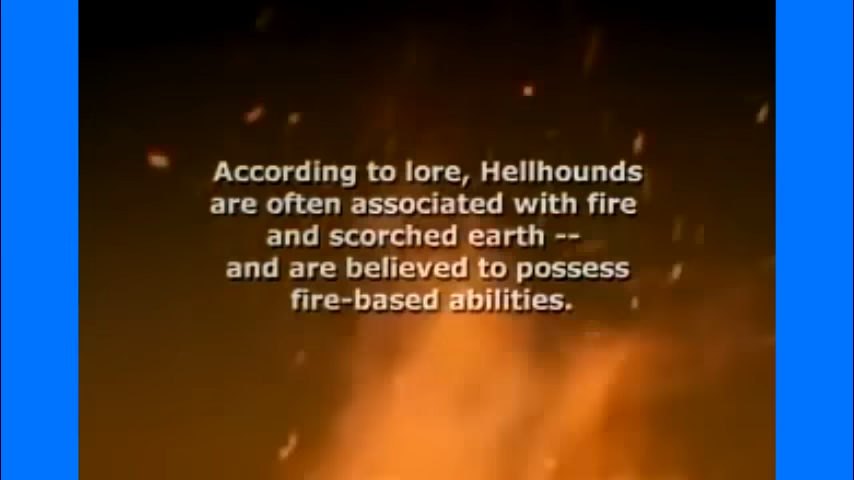 According to lore, Hellhounds
are often associated with fire
and scorched earth --
and are believed to possess
fire-based abilities.